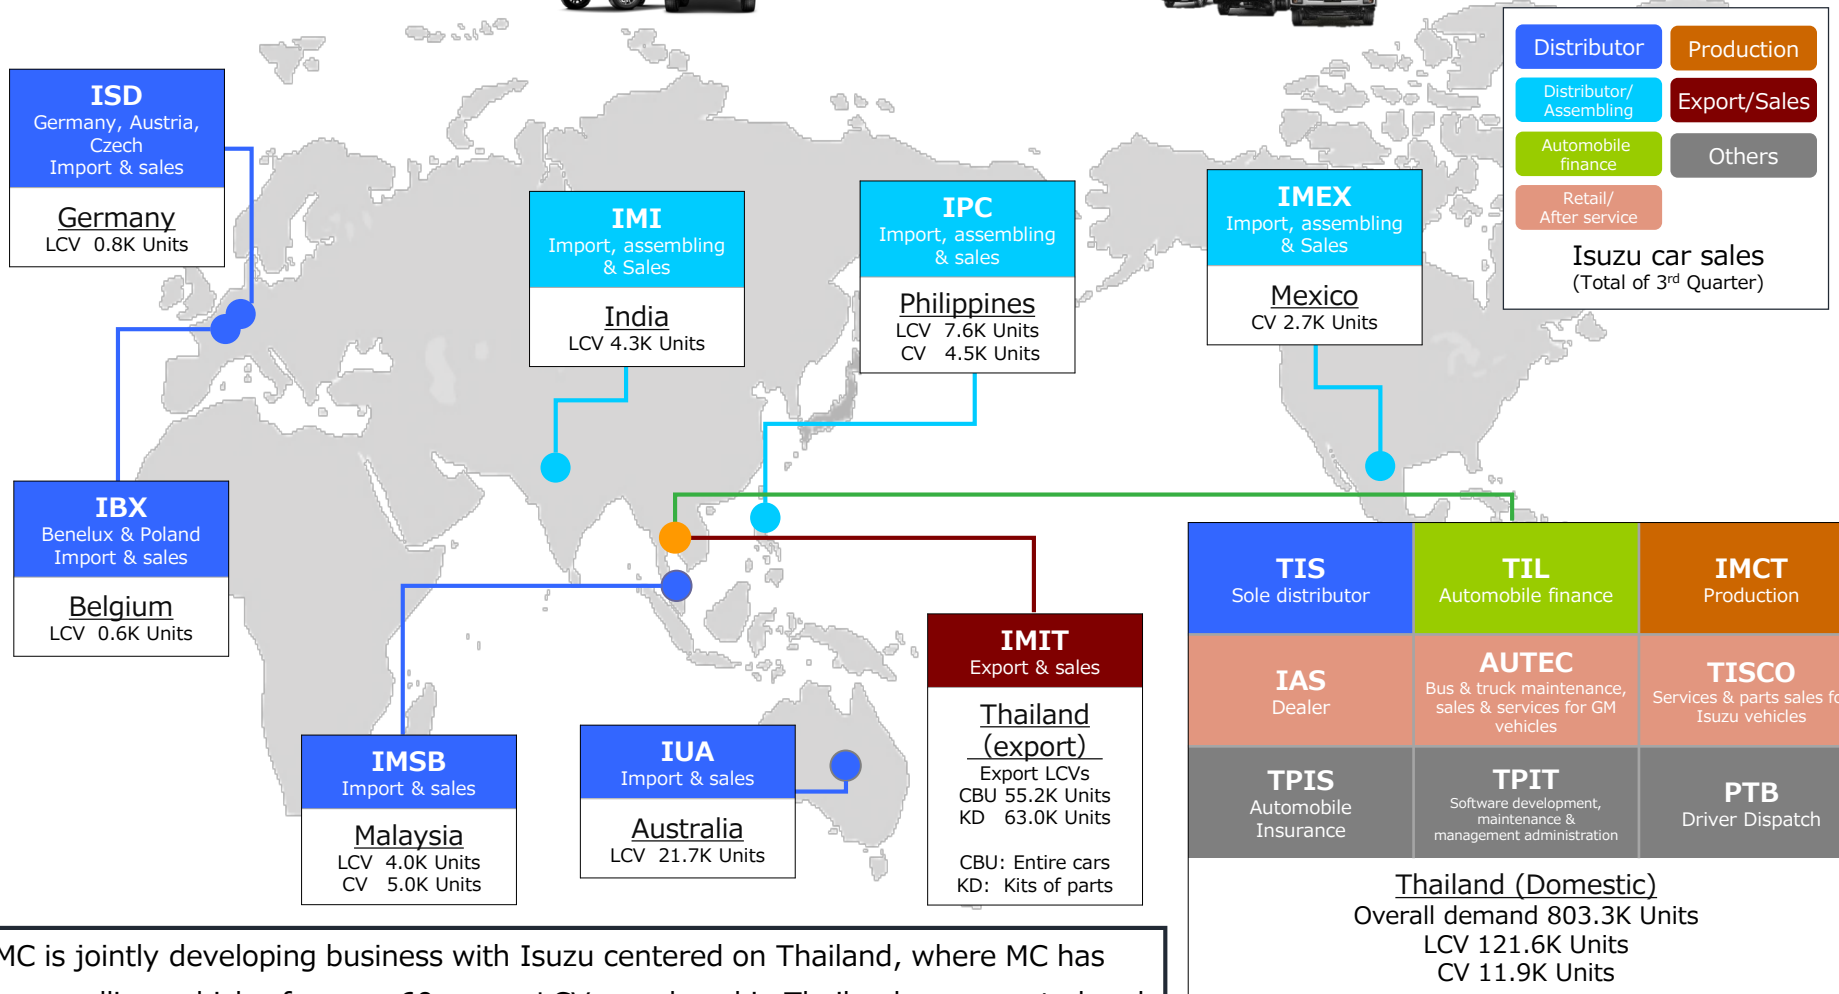 Distributor
Production
Distributor/
Assembling
Export/Sales
Automobile
finance
Others
Retail/
After service
Isuzu car sales
(Total of 3rd Quarter)
ISD
Germany, Austria,
Czech
Import & sales
Germany
LCV 0.8K Units
IMI
Import, assembling
& Sales
India
LCV 4.3K Units
IPC
Import, assembling
& sales
Philippines
LCV 7.6K Units
CV 4.5K Units
IMEX
Import, assembling
& Sales
Mexico
CV 2.7K Units
IBX
Benelux & Poland
Import & sales
Belgium
LCV 0.6K Units
IMSB
Import & sales
Malaysia
LCV 4.0K Units
CV 5.0K Units
IUA
Import & sales
Australia
LCV 21.7K Units
IMIT
Export & sales
Thailand
(export)
Export LCVs
CBU 55.2K Units
KD 63.0K Units
CBU: Entire cars
KD: Kits of parts
TIS
Sole distributor
TIL
Automobile finance
IMCT
Production
IAS
Dealer
AUTEC
Bus & truck maintenance,
sales & services for GM
vehicles
TISCO
Services & parts sales fo
Isuzu vehicles
TPIS
Automobile
Insurance
TPIT
Software development,
maintenance &
management administration
PTB
Driver Dispatch
Thailand (Domestic)
Overall demand 803.3K Units
LCV 121.6K Units
CV 11.9K Units
MC is jointly developing business with Isuzu centered on Thailand, where MC has